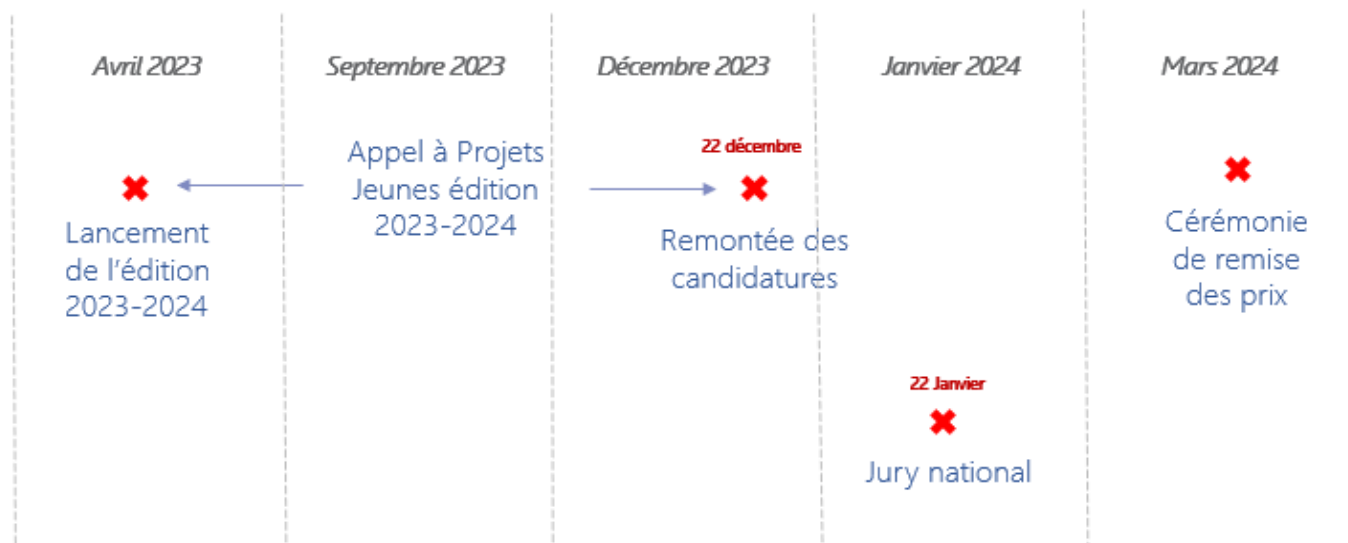 Avril 2023
Septembre 2023
Décembre 2023
Janvier 2024
Mars 2024
Lancement
de l'édition
2023-2024
Appel à Projets
Jeunes édition
2023-2024
22 décembre
Remontée des
candidatures
22 Janvier
Jury national
Cérémonie
de remise
des prix